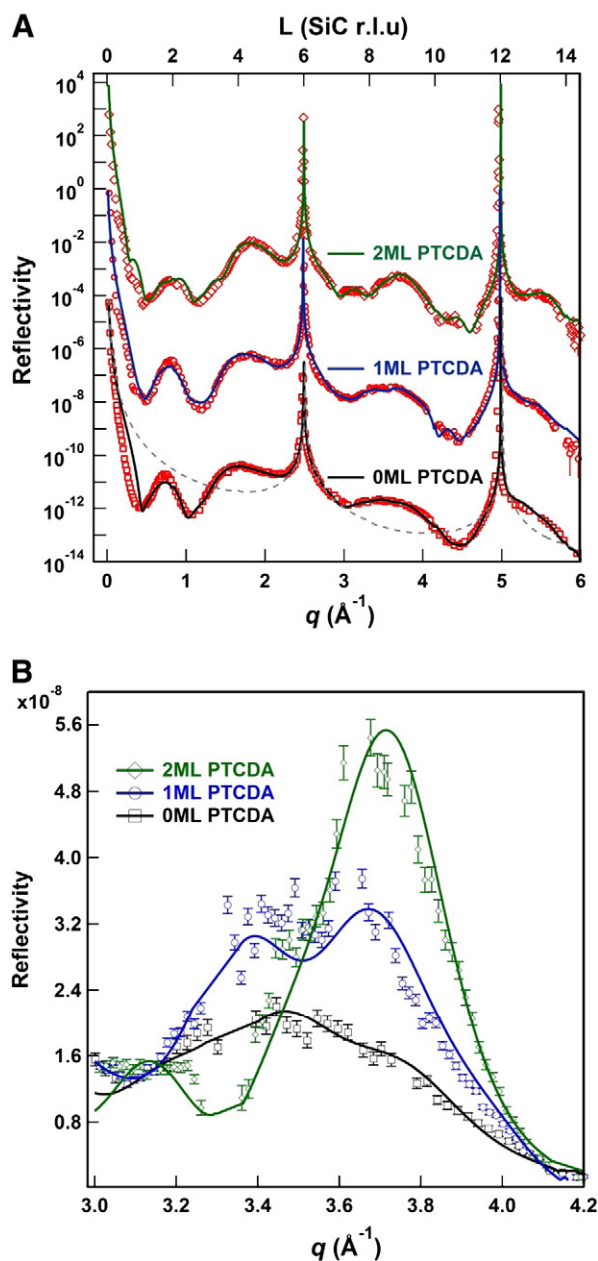 A
L (SiC r.l.u)
0 2 4 6 8 10 12 14
10^4
10^2
10^0
10^-2
10^-4
10^-6
10^-8
10^-10
10^-12
10^-14
Reflectivity
2ML PTCDA
1ML PTCDA
0ML PTCDA
0 1 2 3 4 5 6
q (Å^-1)
B
x10^-8
5.6
4.8
4.0
3.2
2.4
1.6
0.8
Reflectivity
2ML PTCDA
1ML PTCDA
0ML PTCDA
3.0 3.2 3.4 3.6 3.8 4.0 4.2
q (Å^-1)